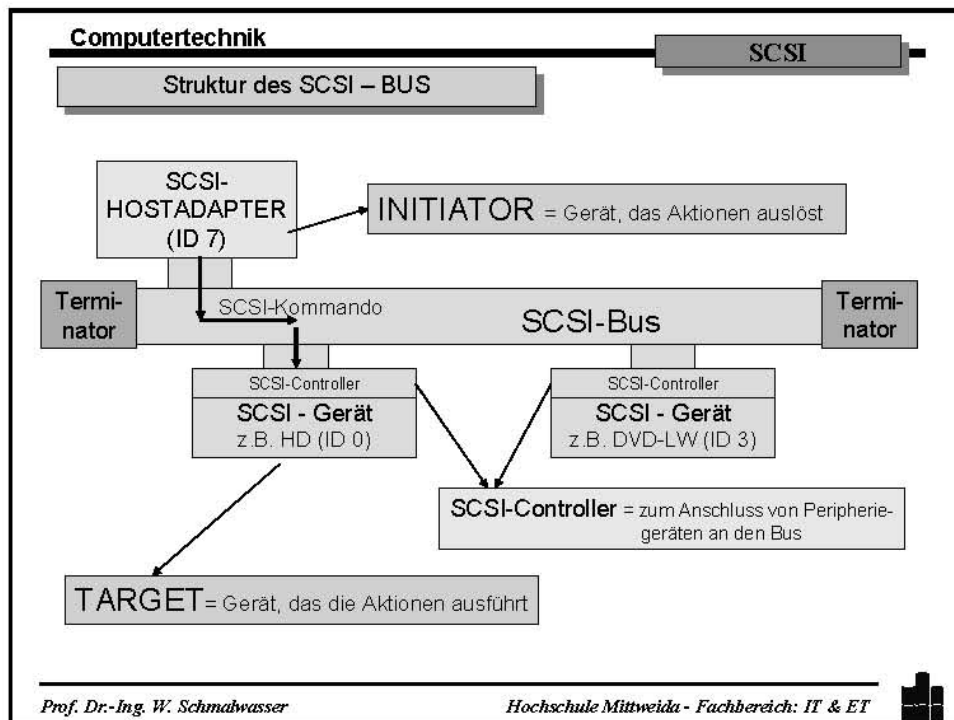 Computertechnik
SCSI
Struktur des SCSI – BUS
SCSI-
HOSTADAPTER
(ID 7)
INITIATOR = Gerät, das Aktionen auslöst
Termi-
nator
SCSI-Kommando
SCSI-Bus
Termi-
nator
SCSI-Controller
SCSI - Gerät
z.B. HD (ID 0)
SCSI-Controller
SCSI - Gerät
z.B. DVD-LW (ID 3)
SCSI-Controller = zum Anschluss von Peripherie-
geräten an den Bus
TARGET= Gerät, das die Aktionen ausführt
Prof. Dr.-Ing. W. Schmalwasser
Hochschule Mittweida - Fachbereich: IT & ET